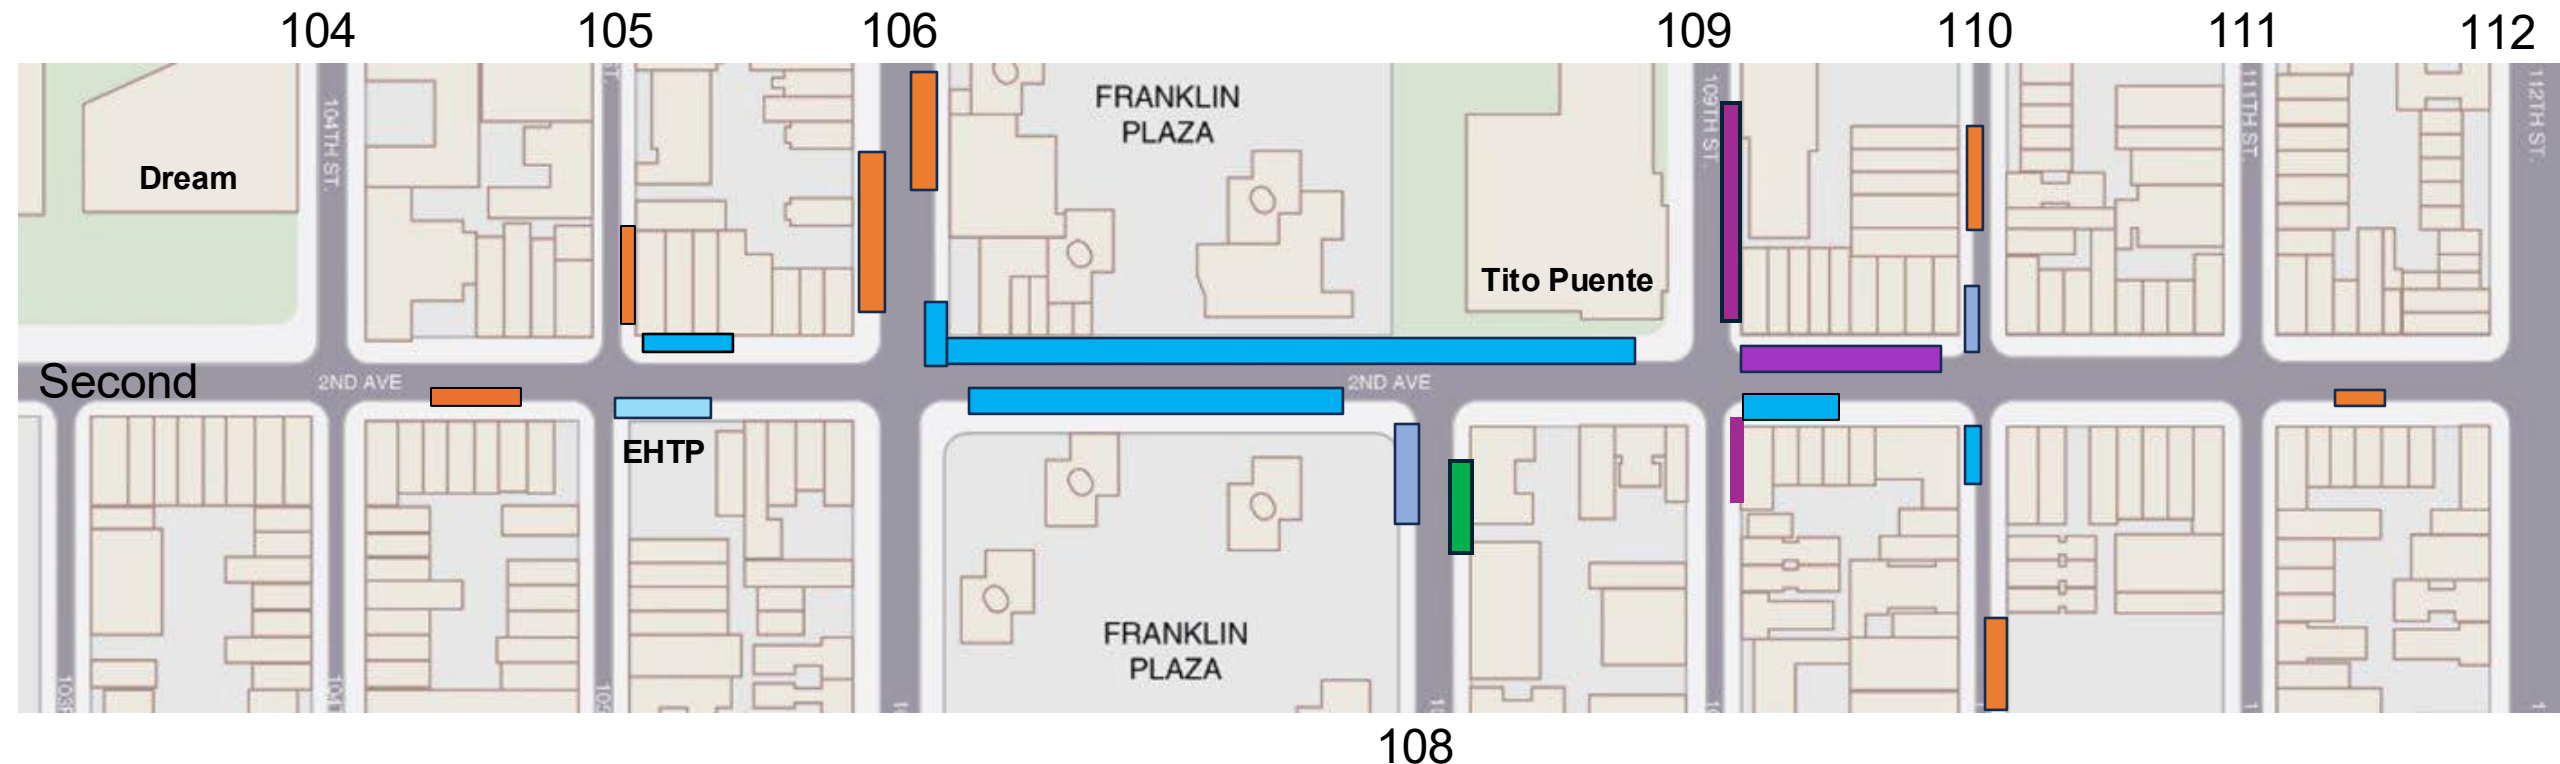 104 105 106 109 110 111 112
104TH ST.
109TH ST.
111TH ST.
112TH ST.
FRANKLIN
PLAZA
Dream
Tito Puente
Second
2ND AVE
2ND AVE
EHTP
FRANKLIN
PLAZA
108